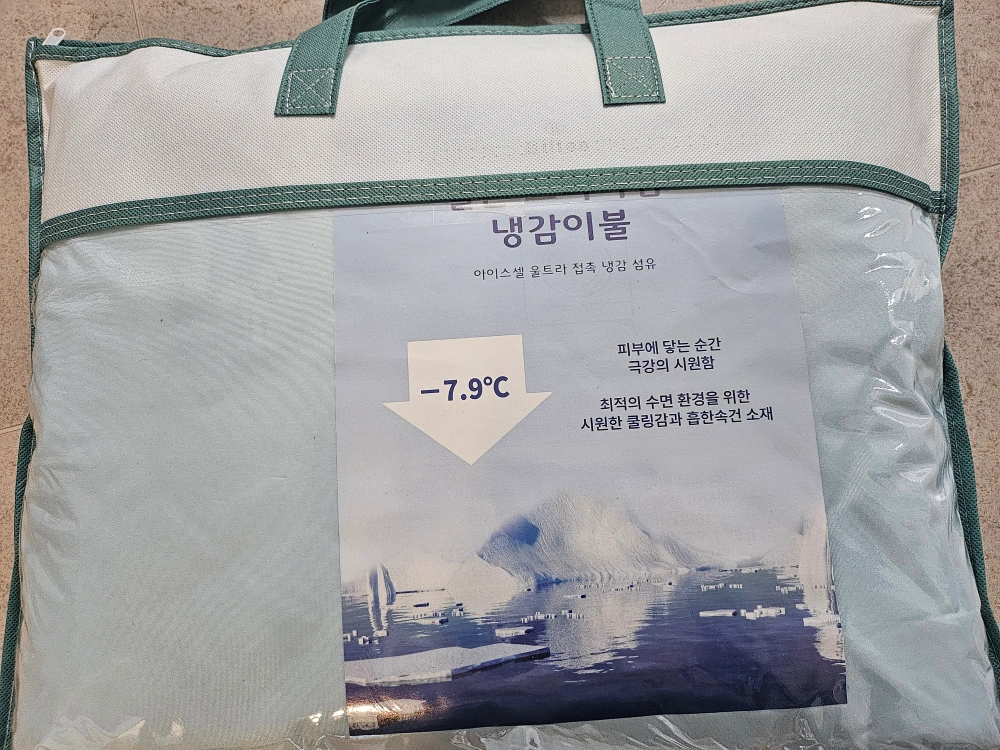 냉감이불
아이스셀 울트라 접촉 냉감 섬유
−7.9℃
피부에 닿는 순간
극강의 시원함
최적의 수면 환경을 위한
시원한 쿨링감과 흡한속건 소재